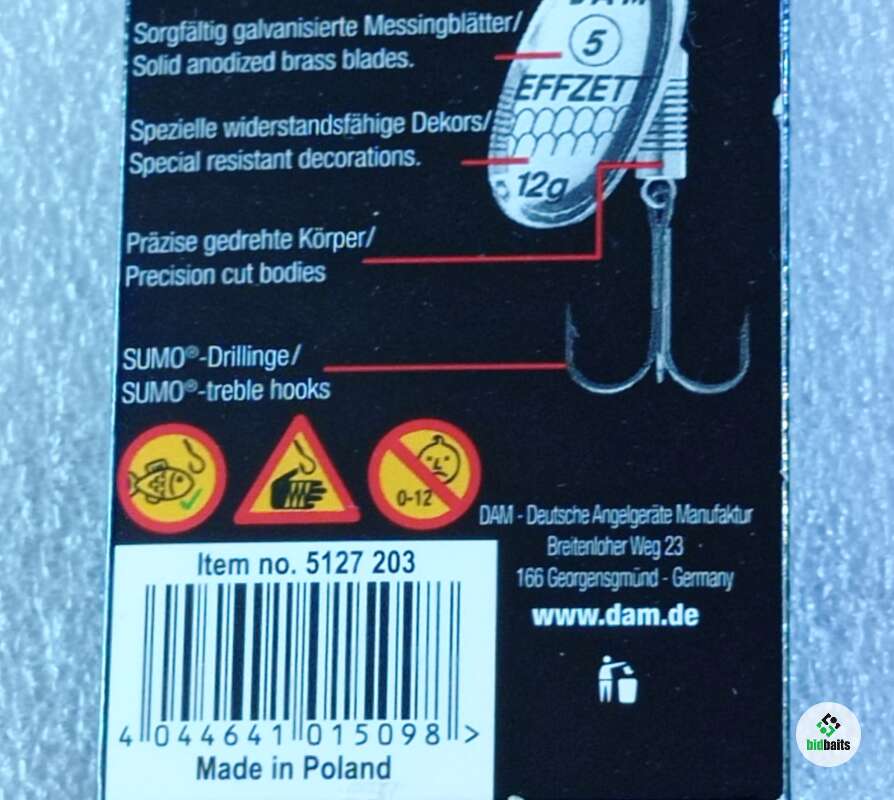 Sorgfältig galvanisierte Messingblätter/
Solid anodized brass blades.
DAM
5
EFFZETT
12g
Spezielle widerstandsfähige Dekors/
Special resistant decorations.
Präzise gedrehte Körper/
Precision cut bodies
SUMO®-Drillinge/
SUMO®-treble hooks
0-12
DAM - Deutsche Angelgeräte Manufaktur
Breitenloher Weg 23
166 Georgensgmünd - Germany
www.dam.de
Item no. 5127 203
4 044641 015098 >
Made in Poland
bidbaits